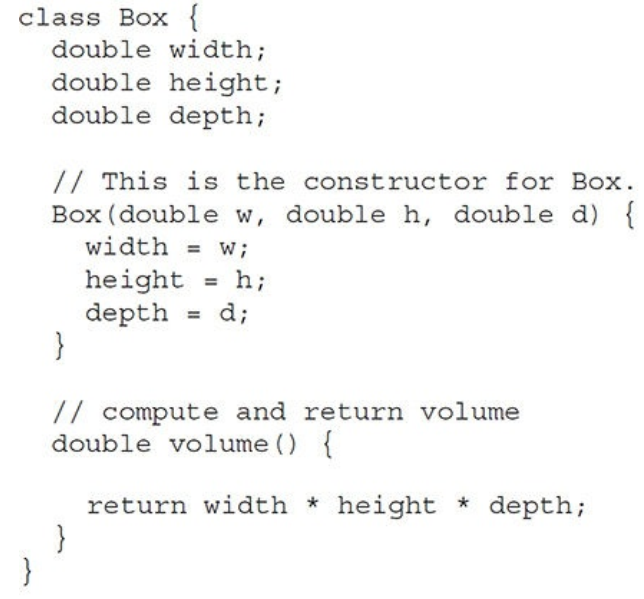 class Box {
  double width;
  double height;
  double depth;

  // This is the constructor for Box.
  Box(double w, double h, double d) {
    width = w;
    height = h;
    depth = d;
  }

  // compute and return volume
  double volume() {

    return width * height * depth;
  }
}